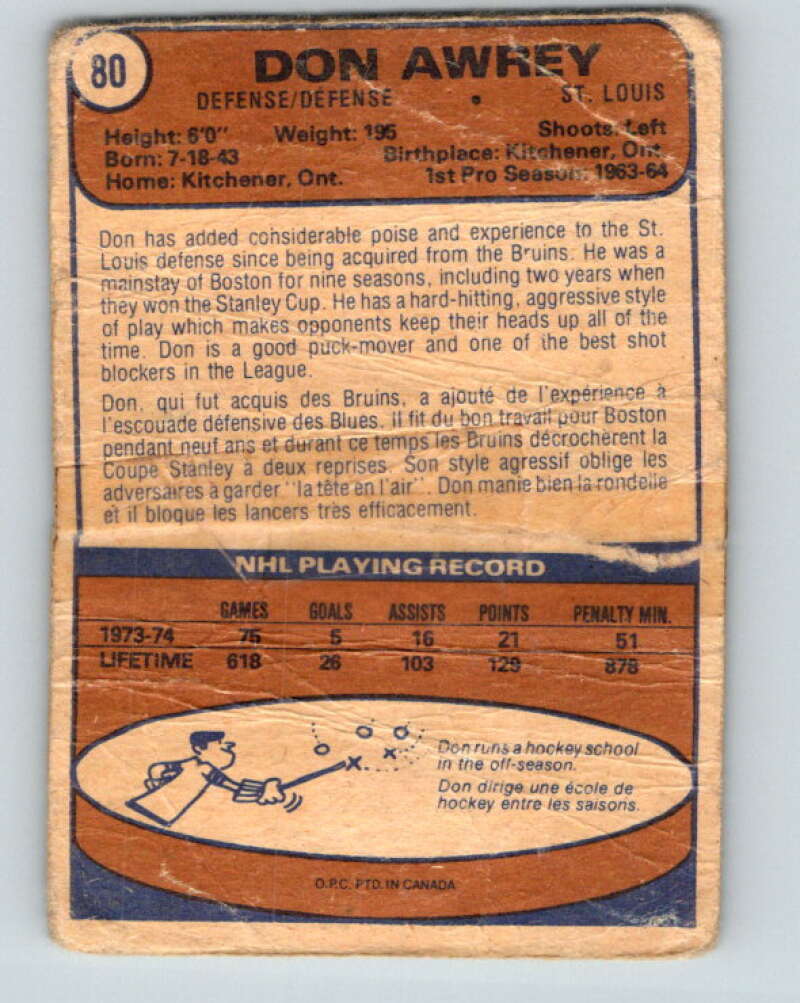 80
DON AWREY
DEFENSE/DÉFENSE • ST. LOUIS
Height: 6'0" Weight: 195 Shoots: Left
Born: 7-18-43 Birthplace: Kitchener, Ont.
Home: Kitchener, Ont. 1st Pro Season: 1963-64
Don has added considerable poise and experience to the St.
Louis defense since being acquired from the Bruins. He was a
mainstay of Boston for nine seasons, including two years when
they won the Stanley Cup. He has a hard-hitting, aggressive style
of play which makes opponents keep their heads up all of the
time. Don is a good puck-mover and one of the best shot
blockers in the League.
Don, qui fut acquis des Bruins, a ajouté de l'expérience à
l'escouade défensive des Blues. Il fit du bon travail pour Boston
pendant neuf ans et durant ce temps les Bruins décrochèrent la
Coupe Stanley à deux reprises. Son style agressif oblige les
adversaires à garder "la tête en l'air". Don manie bien la rondelle
et il bloque les lancers très efficacement.
NHL PLAYING RECORD
GAMES GOALS ASSISTS POINTS PENALTY MIN.
1973-74 75 5 16 21 51
LIFETIME 618 26 103 129 878
Don runs a hockey school
in the off-season.
Don dirige une école de
hockey entre les saisons.
O.P.C. PTD. IN CANADA